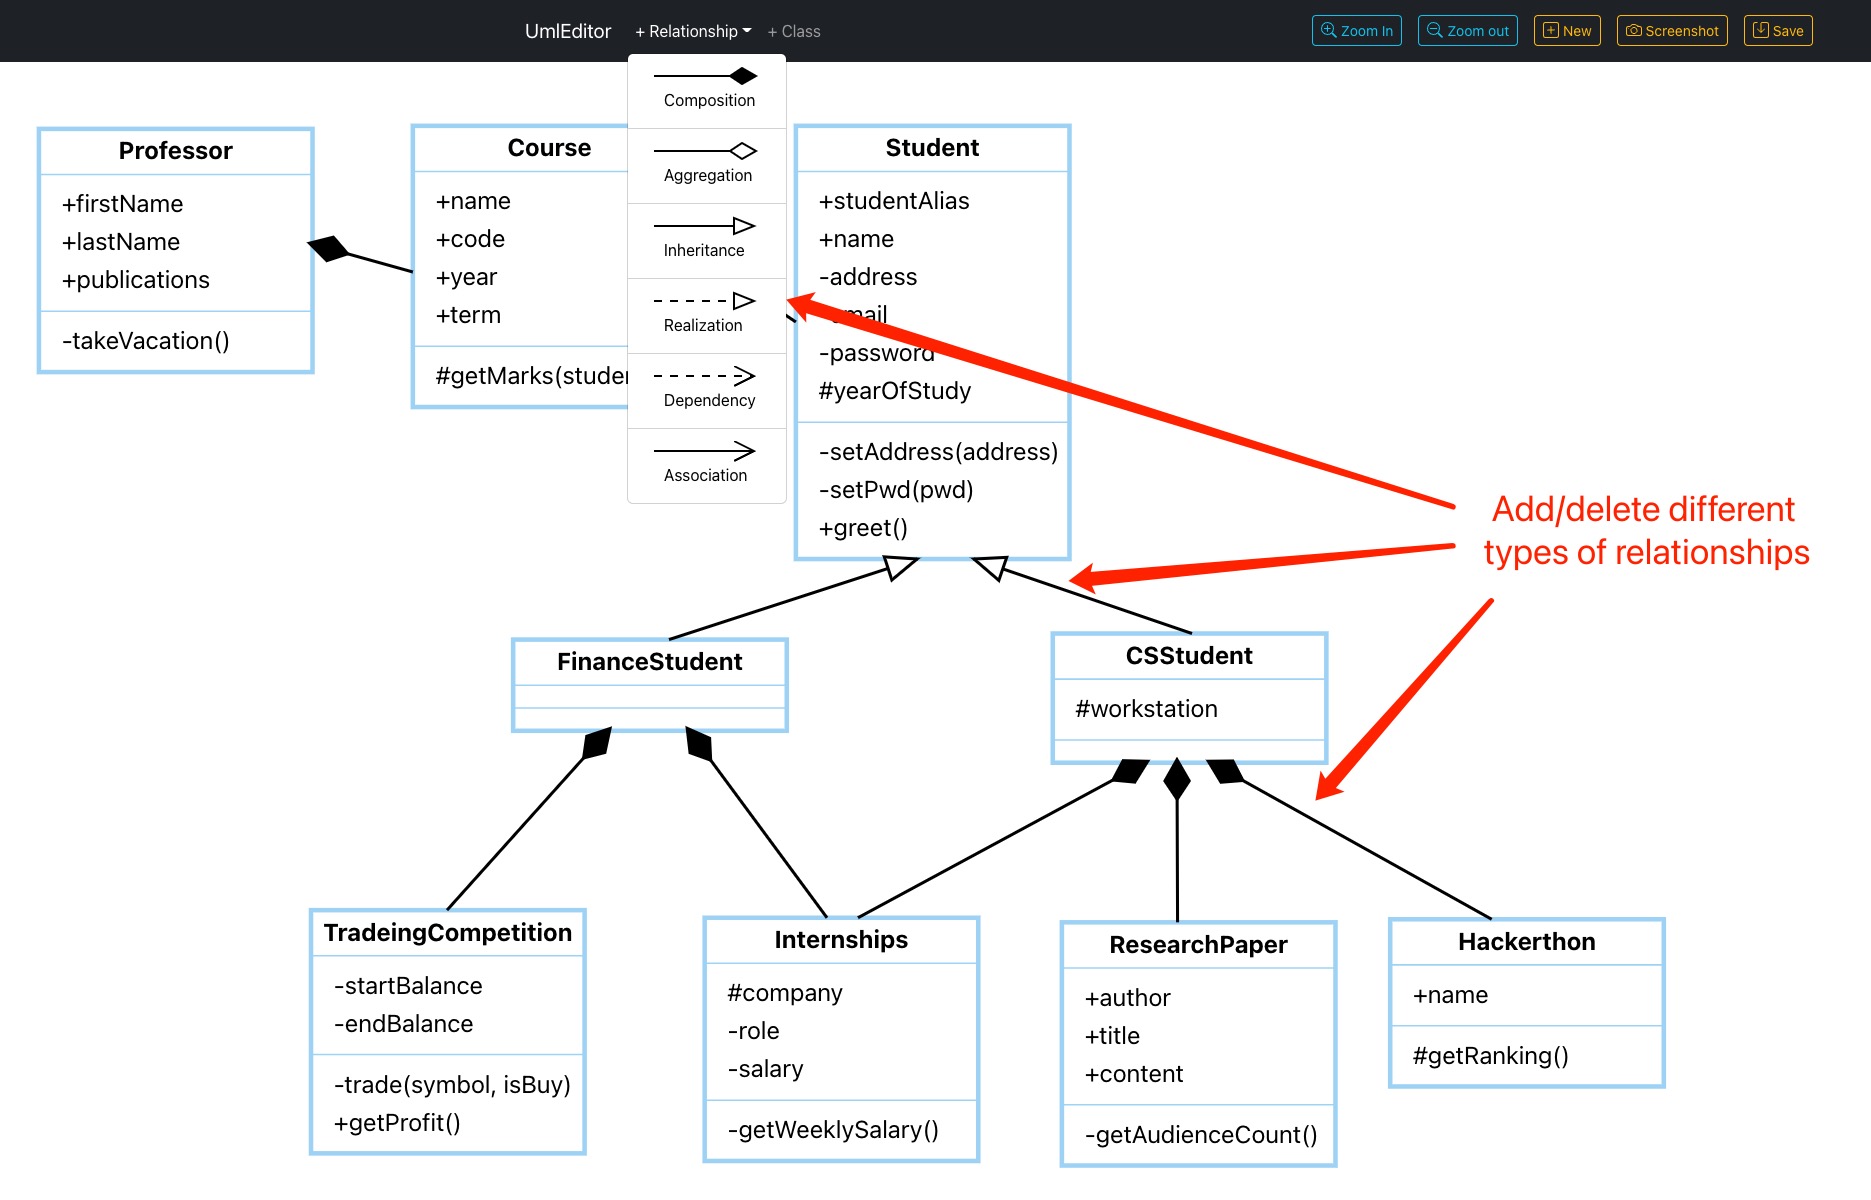 UmlEditor
+ Relationship
+ Class
Zoom In
Zoom out
New
Screenshot
Save
Composition
Aggregation
Inheritance
Realization
Dependency
Association
Professor
+firstName
+lastName
+publications
-takeVacation()
Course
+name
+code
+year
+term
#getMarks(studen
Student
+studentAlias
+name
-address
-password
#yearOfStudy
-setAddress(address)
-setPwd(pwd)
+greet()
Add/delete different
types of relationships
FinanceStudent
CSStudent
#workstation
TradeingCompetition
-startBalance
-endBalance
-trade(symbol, isBuy)
+getProfit()
Internships
#company
-role
-salary
-getWeeklySalary()
ResearchPaper
+author
+title
+content
-getAudienceCount()
Hackerthon
+name
#getRanking()